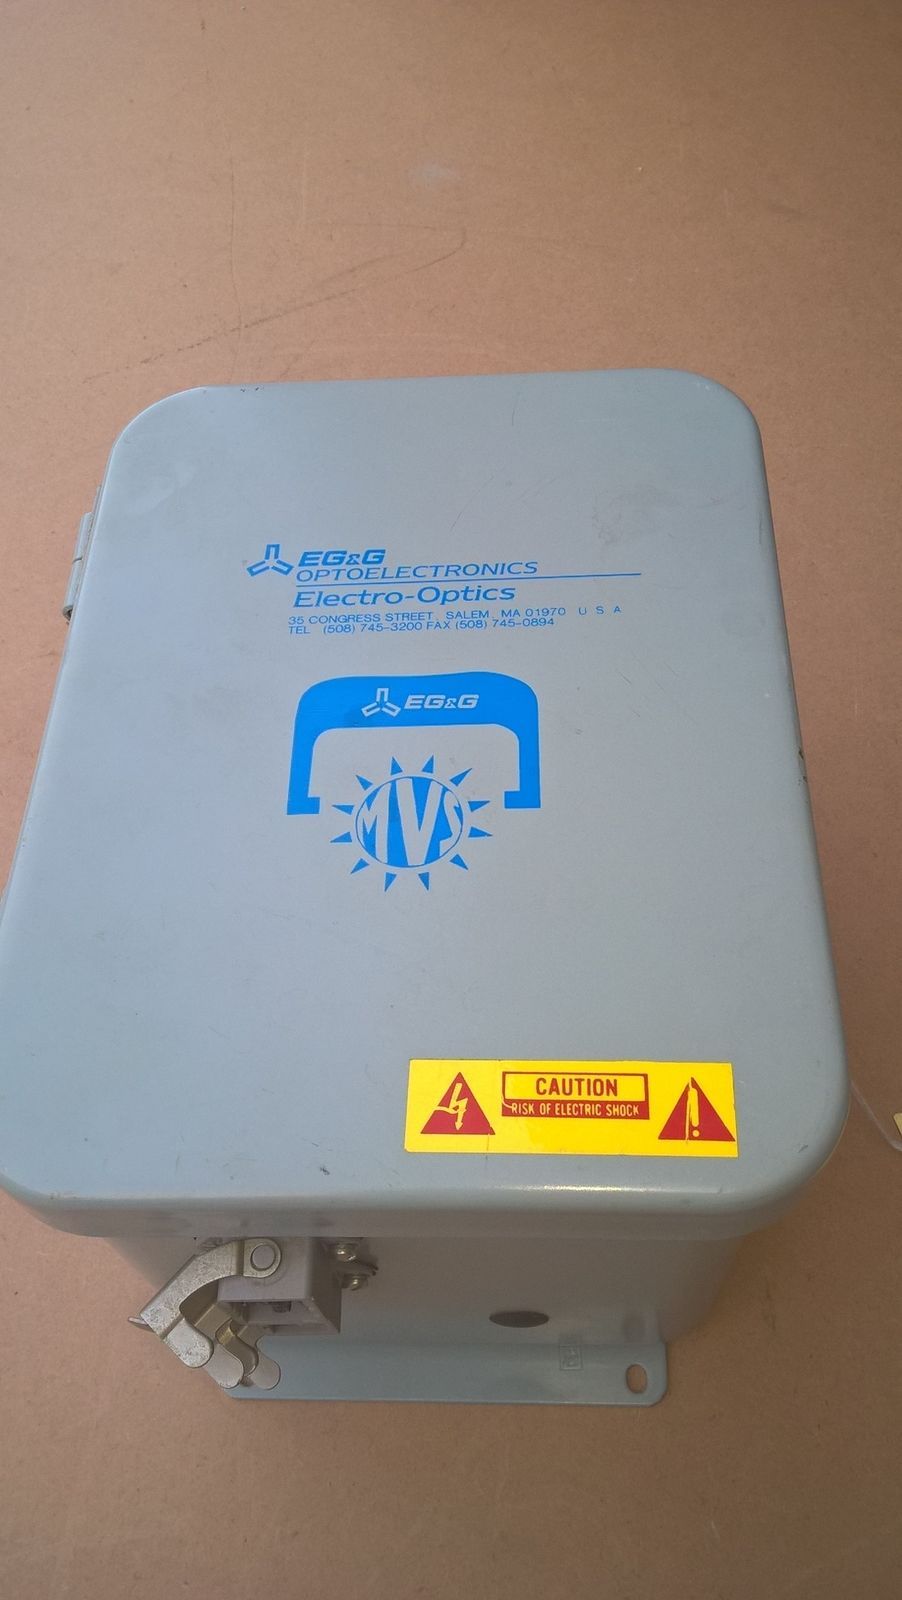 EG&G
OPTOELECTRONICS
Electro-Optics
35 CONGRESS STREET, SALEM, MA 01970 U S A
TEL (508) 745-3200 FAX (508) 745-0894
EG&G
MVS
CAUTION
RISK OF ELECTRIC SHOCK